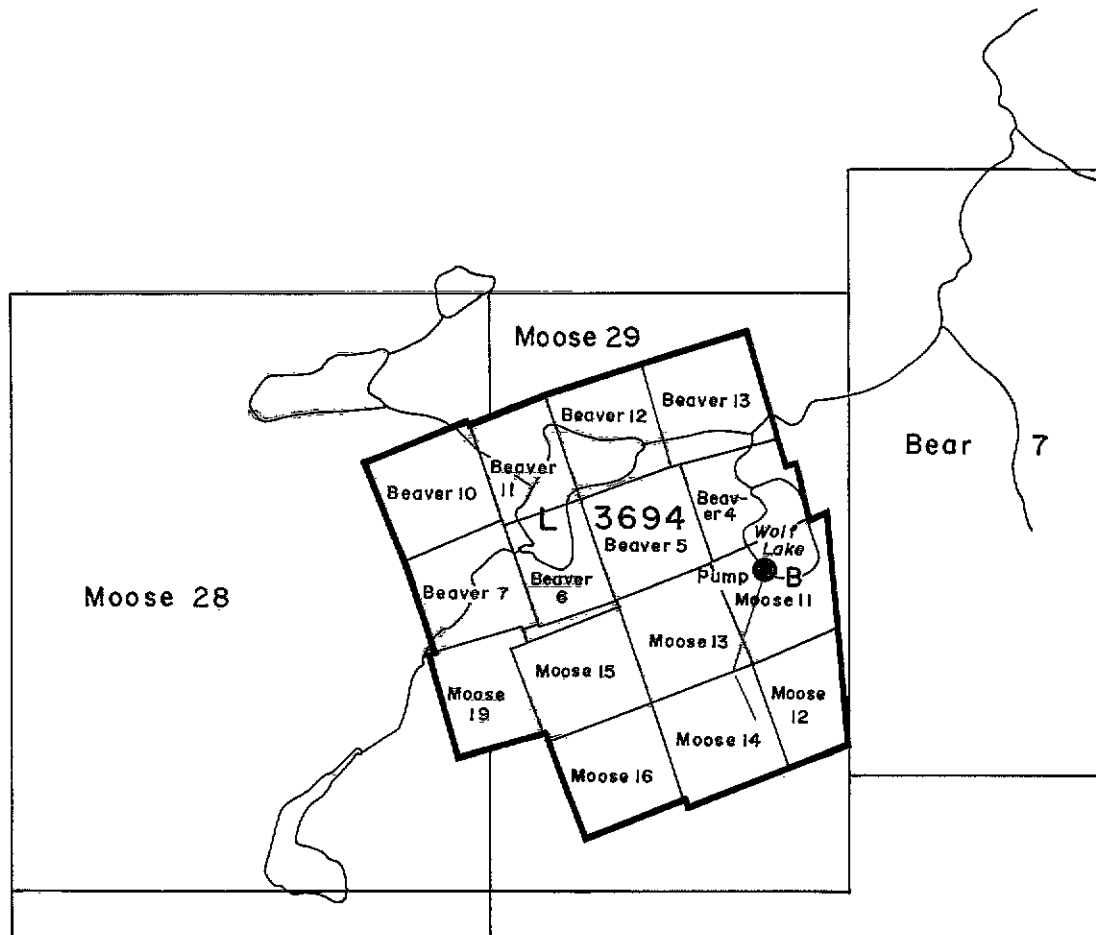 Moose 29
Beaver 13
Beaver 12
Bear 7
Beaver
11
Beaver 10
Beav-
er 4
L 3694
Wolf
Lake
Beaver 5
Pump B
Beaver
6
Beaver 7
Moose 28
Moose 11
Moose 13
Moose 15
Moose
19
Moose
12
Moose 14
Moose 16